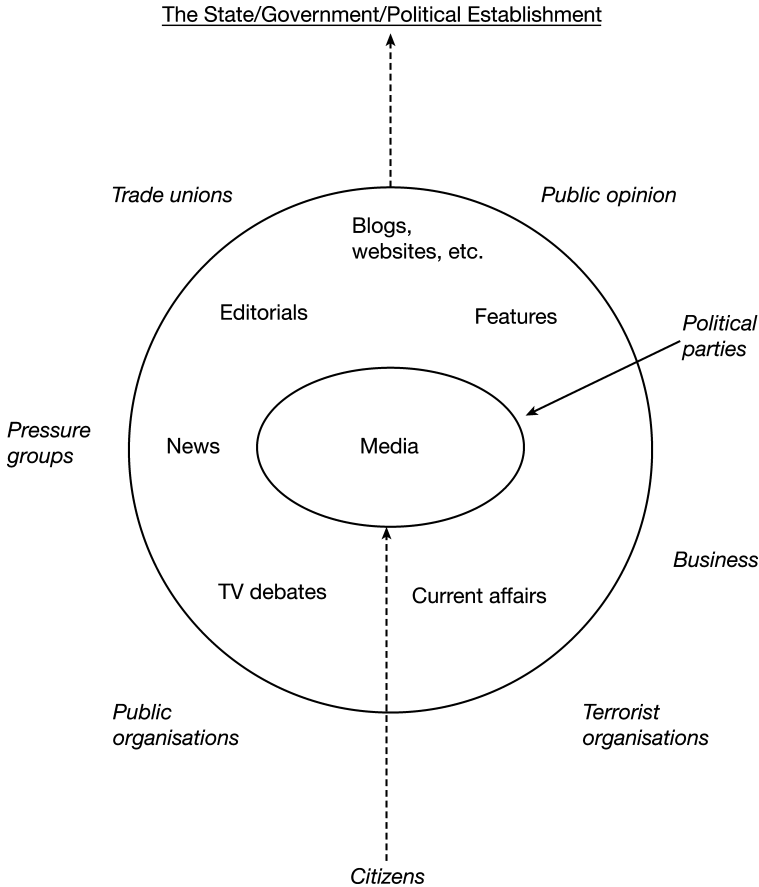 The State/Government/Political Establishment
Trade unions
Public opinion
Blogs,
websites, etc.
Editorials
Features
Political
parties
Pressure
groups
News
Media
Business
TV debates
Current affairs
Public
organisations
Terrorist
organisations
Citizens